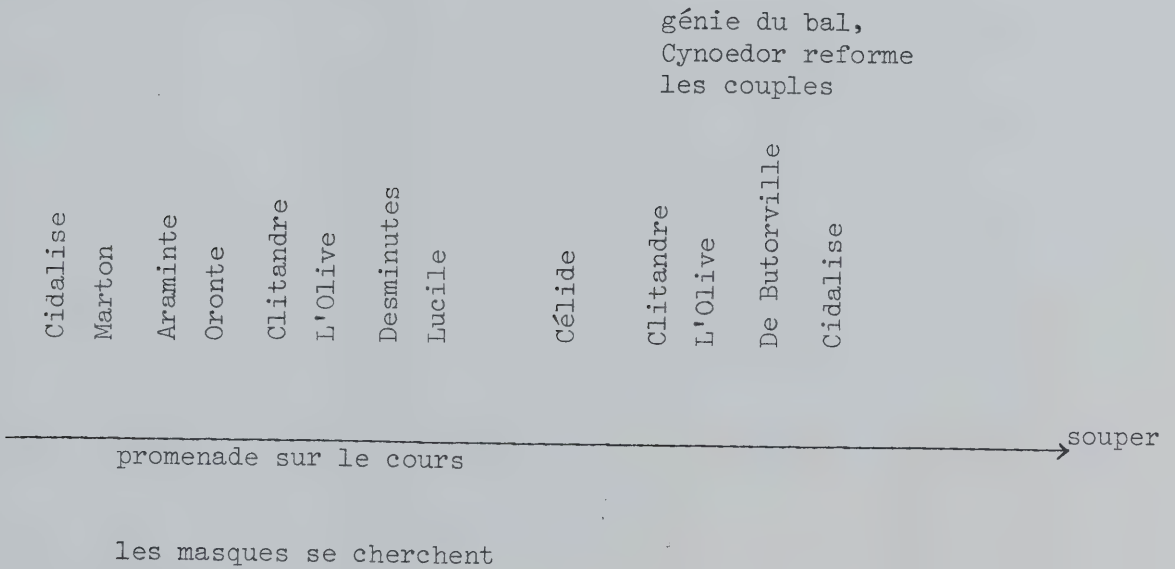 génie du bal,
Cynoedor reforme
les couples
Cidalise
Marton
Araminte
Oronte
Clitandre
L'Olive
Desminutes
Lucile
Célide
Clitandre
L'Olive
De Butorville
Cidalise
souper
promenade sur le cours
les masques se cherchent